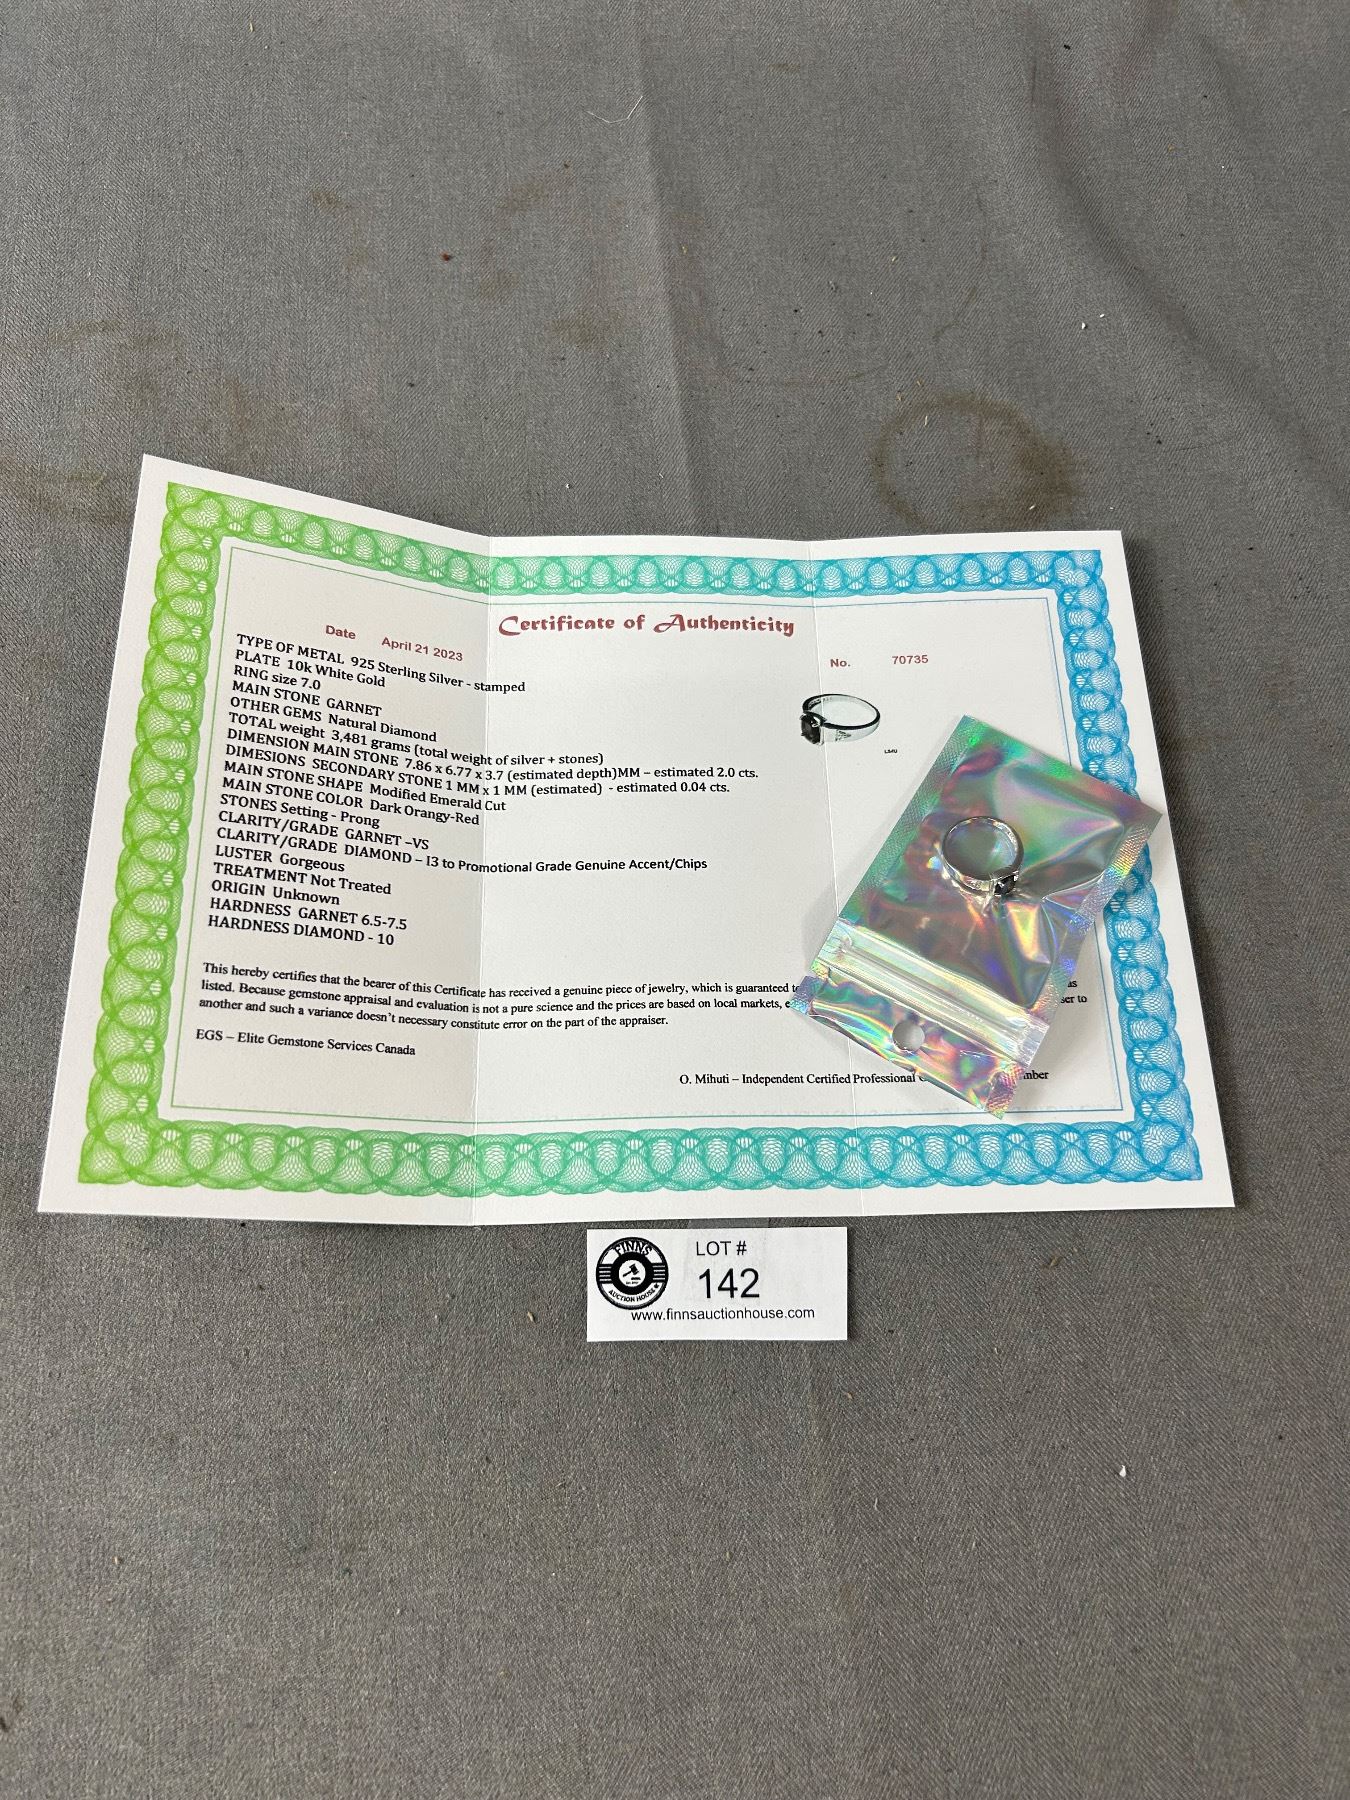 Certificate of Authenticity
Date April 21 2023
No. 70735
TYPE OF METAL 925 Sterling Silver - stamped
PLATE 10k White Gold
RING size 7.0
MAIN STONE GARNET
OTHER GEMS Natural Diamond
TOTAL weight 3,481 grams (total weight of silver + stones)
DIMENSION MAIN STONE 7.86 x 6.77 x 3.7 (estimated depth)MM – estimated 2.0 cts.
DIMESIONS SECONDARY STONE 1 MM x 1 MM (estimated) - estimated 0.04 cts.
MAIN STONE SHAPE Modified Emerald Cut
MAIN STONE COLOR Dark Orangy-Red
STONES Setting - Prong
CLARITY/GRADE GARNET –VS
CLARITY/GRADE DIAMOND – I3 to Promotional Grade Genuine Accent/Chips
LUSTER Gorgeous
TREATMENT Not Treated
ORIGIN Unknown
HARDNESS GARNET 6.5-7.5
HARDNESS DIAMOND - 10
This hereby certifies that the bearer of this Certificate has received a genuine piece of jewelry, which is guaranteed as
listed. Because gemstone appraisal and evaluation is not a pure science and the prices are based on local markets, to
another and such a variance doesn't necessary constitute error on the part of the appraiser.
EGS – Elite Gemstone Services Canada
O. Mihuti – Independent Certified Professional
FINNS
AUCTION HOUSE
LOT #
142
www.finnsauctionhouse.com